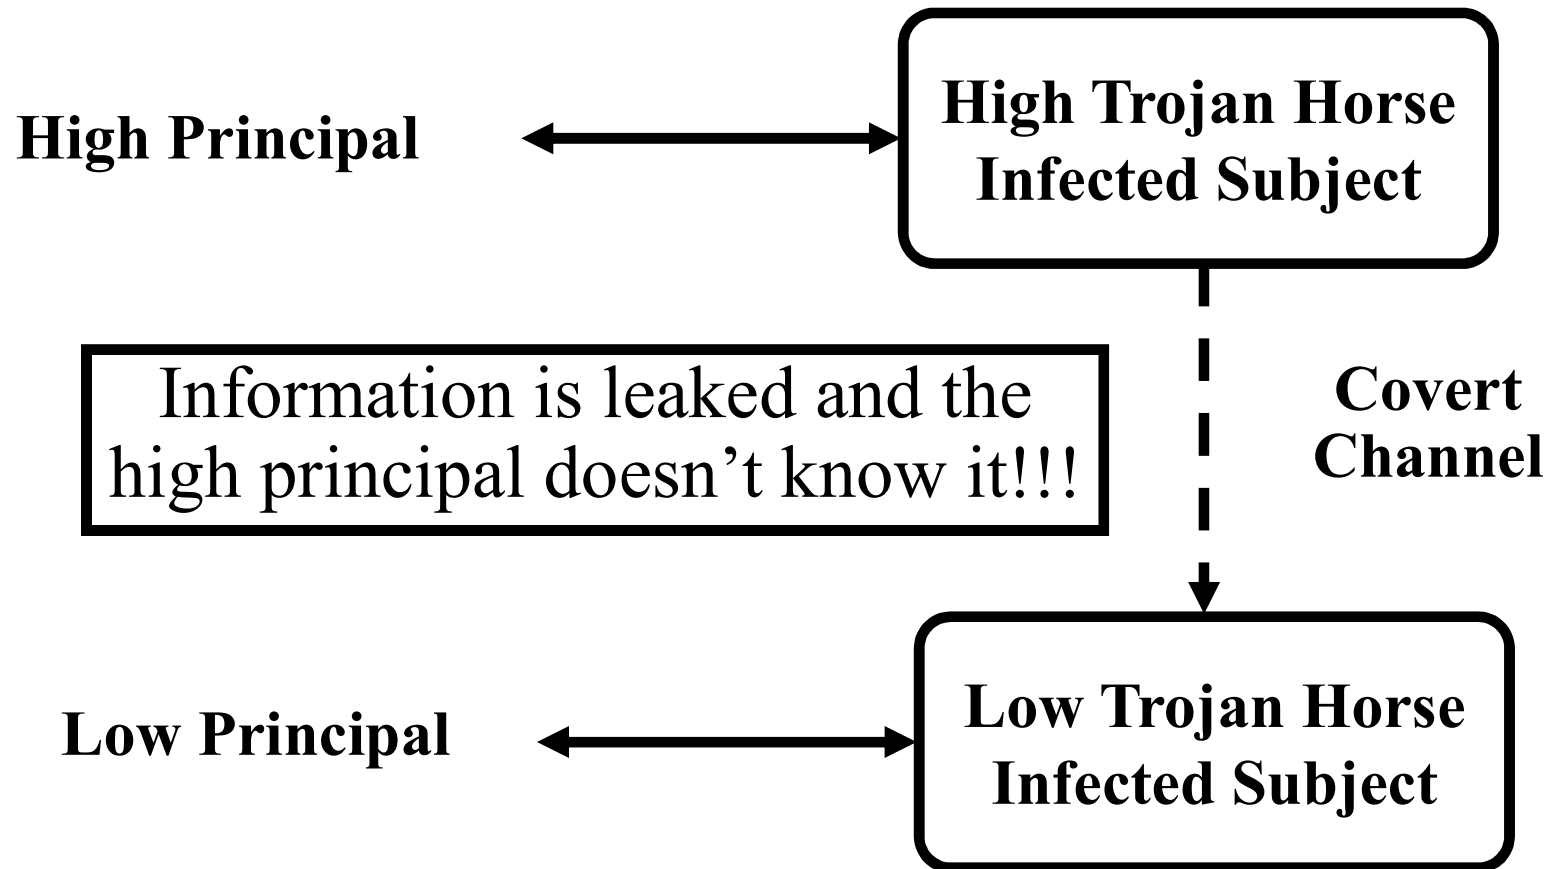 High Principal
High Trojan Horse
Infected Subject
Information is leaked and the
high principal doesn’t know it!!!
Covert
Channel
Low Principal
Low Trojan Horse
Infected Subject